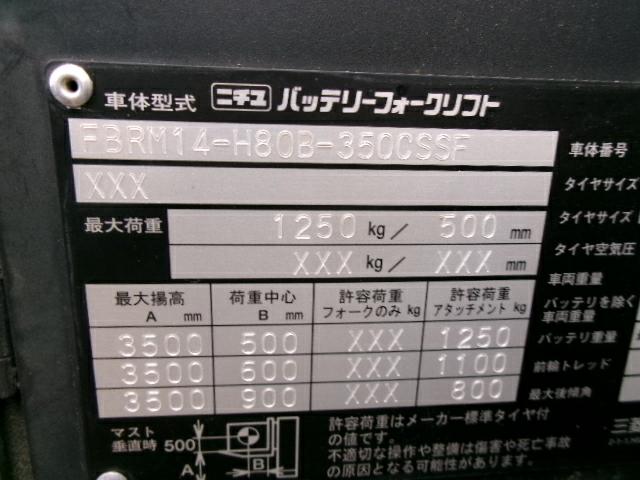 車体型式 ニチユ バッテリーフォークリフト
FBRM14-H80B-350CSSF
車体番号
XXX
タイヤサイズ
最大荷重 1250 kg／ 500 mm
タイヤサイズ
XXX kg／ XXX mm
タイヤ空気圧
車両重量
最大揚高 A mm 荷重中心 B mm 許容荷重 フォークのみ kg 許容荷重 アタッチメント kg
バッテリを除く 車両重量
3500 500 XXX 1250
バッテリ重量
3500 600 XXX 1100
前輪トレッド
3500 900 XXX 800
最大後傾角
マスト 垂直時 500
A B
許容荷重はメーカー標準タイヤ付
の値です。
不適切な操作や整備は傷害や死亡事故
の原因となる可能性があります。
三菱